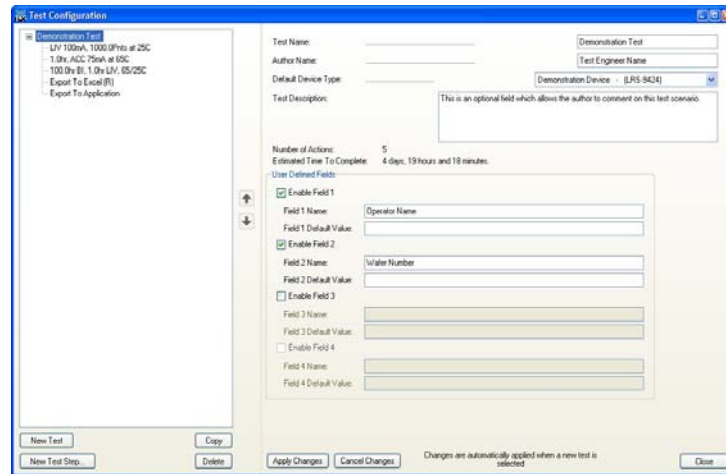 Test Configuration
Demonstration Test
LIV 100mA, 1000.0Pnts at 25C
1.0hr, ACC 75mA at 65C
100.0hr BI, 1.0hr LIV, 65/25C
Export To Excel (R)
Export To Application
New Test
Copy
New Test Step...
Delete
Test Name:
Demonstration Test
Author Name:
Test Engineer Name
Default Device Type:
Demonstration Device - (LRS-9424)
Test Description:
This is an optional field which allows the author to comment on this test scenario.
Number of Actions: 5
Estimated Time To Complete: 4 days, 19 hours and 18 minutes.
User Defined Fields
Enable Field 1
Field 1 Name: Operator Name
Field 1 Default Value:
Enable Field 2
Field 2 Name: Wafer Number
Field 2 Default Value:
Enable Field 3
Field 3 Name:
Field 3 Default Value:
Enable Field 4
Field 4 Name:
Field 4 Default Value:
Apply Changes
Cancel Changes
Changes are automatically applied when a new test is
selected
Close